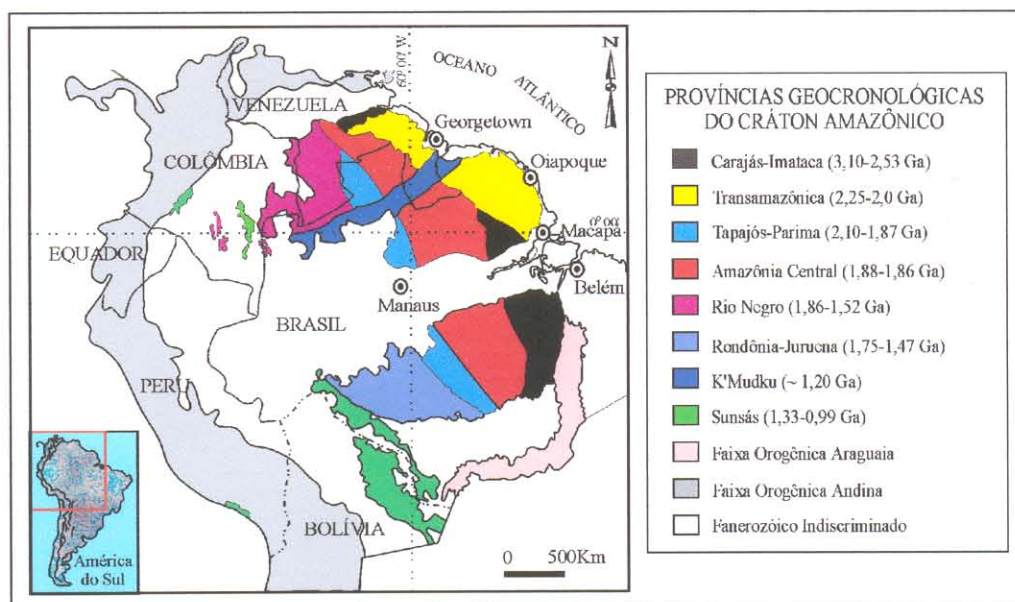 OCEANO
ATLÂNTICO
N
60º 00' W
VENEZUELA
Georgetown
COLÔMBIA
Oiapoque
0º 00'
Macapá
EQUADOR
Belém
Manaus
BRASIL
PERU
BOLÍVIA
0 500Km
América
do Sul
PROVÍNCIAS GEOCRONOLÓGICAS
DO CRÁTON AMAZÔNICO
Carajás-Imataca (3,10-2,53 Ga)
Transamazônica (2,25-2,0 Ga)
Tapajós-Parima (2,10-1,87 Ga)
Amazônia Central (1,88-1,86 Ga)
Rio Negro (1,86-1,52 Ga)
Rondônia-Juruena (1,75-1,47 Ga)
K'Mudku (~ 1,20 Ga)
Sunsás (1,33-0,99 Ga)
Faixa Orogênica Araguaia
Faixa Orogênica Andina
Fanerozóico Indiscriminado